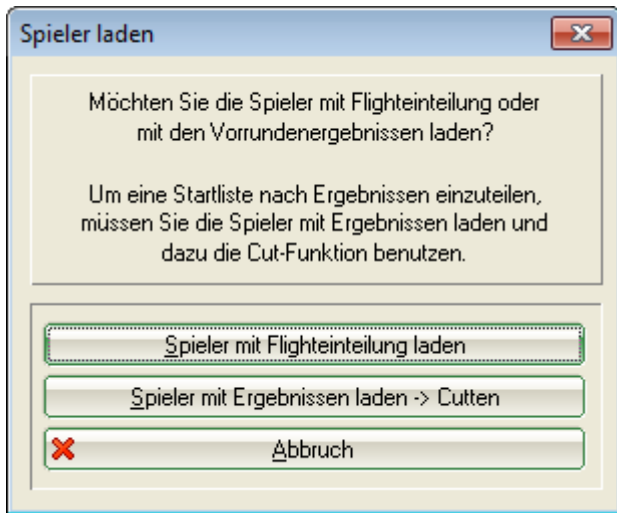 Spieler laden
Möchten Sie die Spieler mit Flighteinteilung oder
mit den Vorrundenergebnissen laden?
Um eine Startliste nach Ergebnissen einzuteilen,
müssen Sie die Spieler mit Ergebnissen laden und
dazu die Cut-Funktion benutzen.
Spieler mit Flighteinteilung laden
Spieler mit Ergebnissen laden -> Cutten
Abbruch